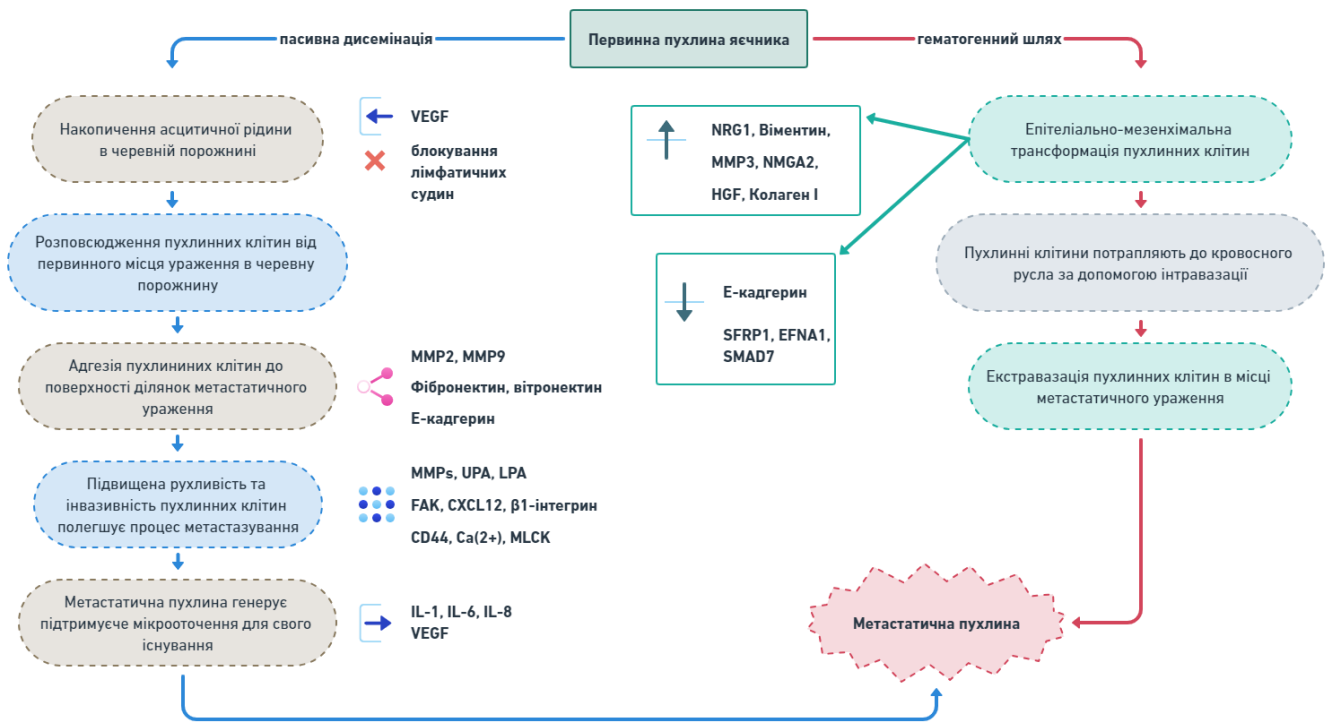 пасивна дисемінація
Первинна пухлина яєчника
гематогенний шлях
Накопичення асцитичної рідини
в черевній порожнині
VEGF
блокування
лімфатичних
судин
Розповсюдження пухлинних клітин від
первинного місця ураження в черевну
порожнину
Адгезія пухлининих клітин до
поверхності ділянок метастатичного
ураження
MMP2, MMP9
Фібронектин, вітронектин
Е-кадгерин
Підвищена рухливість та
інвазивність пухлинних клітин
полегшує процес метастазування
MMPs, UPA, LPA
FAK, CXCL12, β1-інтегрин
CD44, Ca(2+), MLCK
Метастатична пухлина генерує
підтримуєче мікрооточення для свого
існування
IL-1, IL-6, IL-8
VEGF
NRG1, Віментин,
MMP3, NMGA2,
HGF, Колаген I
Е-кадгерин
SFRP1, EFNA1,
SMAD7
Епітеліально-мезенхімальна
трансформація пухлинних клітин
Пухлинні клітини потрапляють до кровосного
русла за допомогою інтравазації
Екстравазація пухлинних клітин в місці
метастатичного ураження
Метастатична пухлина